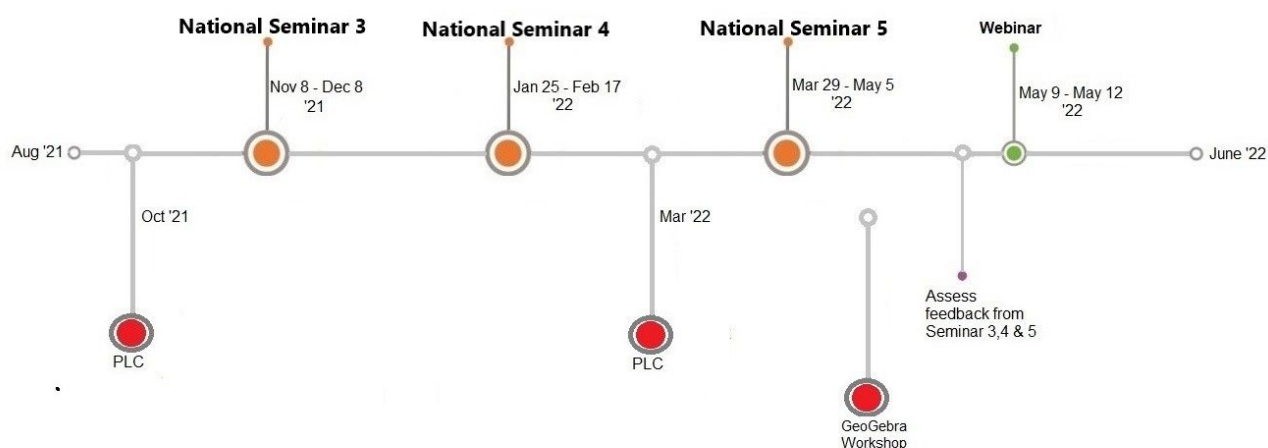 National Seminar 3
National Seminar 4
National Seminar 5
Webinar
Nov 8 - Dec 8
'21
Jan 25 - Feb 17
'22
Mar 29 - May 5
'22
May 9 - May 12
'22
Aug '21
June '22
Oct '21
Mar '22
Assess
feedback from
Seminar 3,4 & 5
PLC
PLC
GeoGebra
Workshop